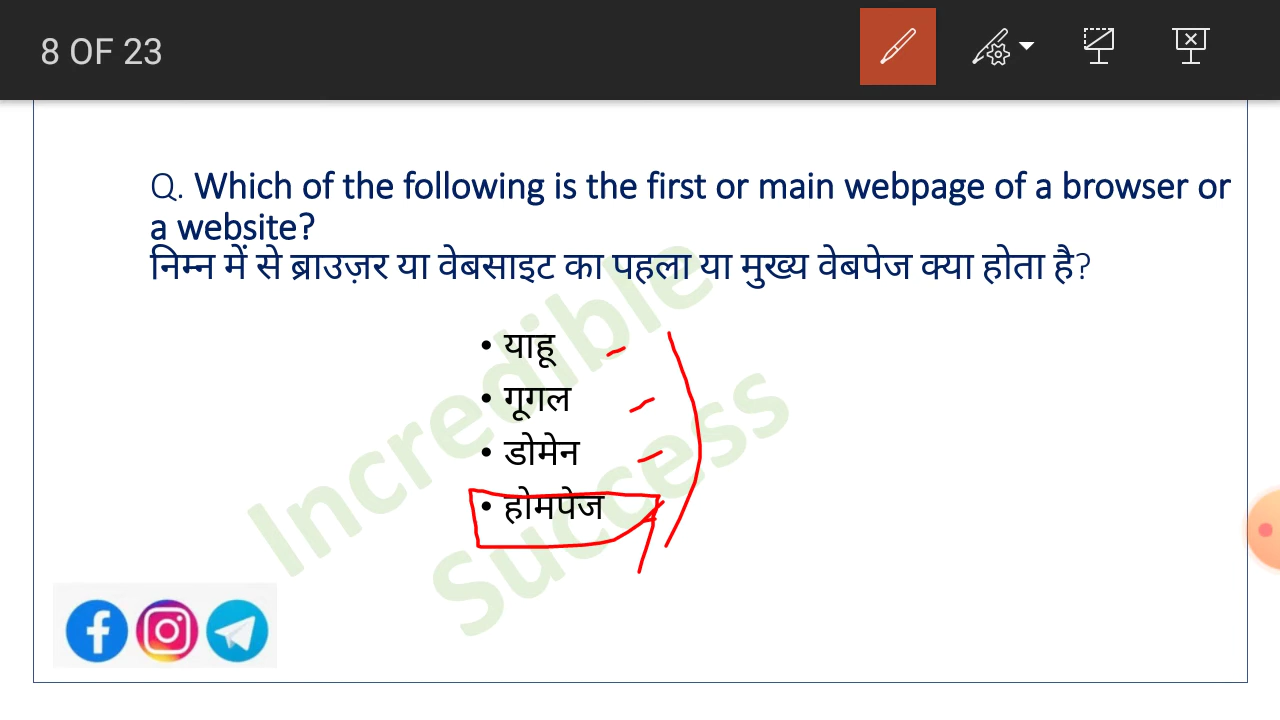 8 OF 23
Q. Which of the following is the first or main webpage of a browser or
a website?
निम्न में से ब्राउज़र या वेबसाइट का पहला या मुख्य वेबपेज क्या होता है?
• याहू
• गूगल
• डोमेन
• होमपेज
Incredible
Success